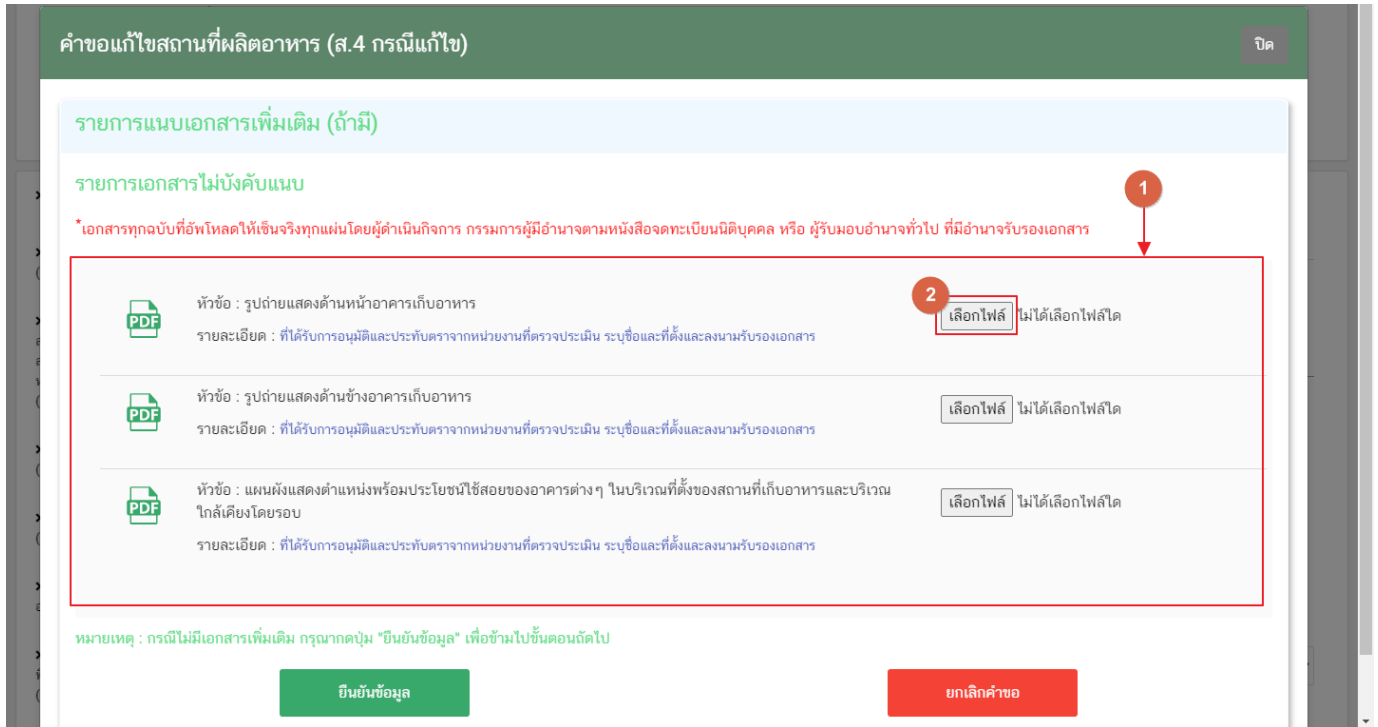 คำขอแก้ไขสถานที่ผลิตอาหาร (ส.4 กรณีแก้ไข)
ปิด
รายการแนบเอกสารเพิ่มเติม (ถ้ามี)
รายการเอกสารไม่บังคับแนบ
1
*เอกสารทุกฉบับที่อัพโหลดให้เซ็นจริงทุกแผ่นโดยผู้ดำเนินกิจการ กรรมการผู้มีอำนาจตามหนังสือจดทะเบียนนิติบุคคล หรือ ผู้รับมอบอำนาจทั่วไป ที่มีอำนาจรับรองเอกสาร
PDF
หัวข้อ : รูปถ่ายแสดงด้านหน้าอาคารเก็บอาหาร
2
เลือกไฟล์ ไม่ได้เลือกไฟล์ใด
รายละเอียด : ที่ได้รับการอนุมัติและประทับตราจากหน่วยงานที่ตรวจประเมิน ระบุชื่อและที่ตั้งและลงนามรับรองเอกสาร
PDF
หัวข้อ : รูปถ่ายแสดงด้านข้างอาคารเก็บอาหาร
เลือกไฟล์ ไม่ได้เลือกไฟล์ใด
รายละเอียด : ที่ได้รับการอนุมัติและประทับตราจากหน่วยงานที่ตรวจประเมิน ระบุชื่อและที่ตั้งและลงนามรับรองเอกสาร
PDF
หัวข้อ : แผนผังแสดงตำแหน่งพร้อมประโยชน์ใช้สอยของอาคารต่างๆ ในบริเวณที่ตั้งของสถานที่เก็บอาหารและบริเวณ
ใกล้เคียงโดยรอบ
เลือกไฟล์ ไม่ได้เลือกไฟล์ใด
รายละเอียด : ที่ได้รับการอนุมัติและประทับตราจากหน่วยงานที่ตรวจประเมิน ระบุชื่อและที่ตั้งและลงนามรับรองเอกสาร
หมายเหตุ : กรณีไม่มีเอกสารเพิ่มเติม กรุณากดปุ่ม "ยืนยันข้อมูล" เพื่อข้ามไปขั้นตอนถัดไป
ยืนยันข้อมูล
ยกเลิกคำขอ